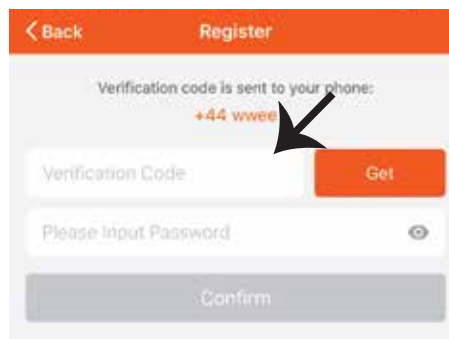 Back Register
Verification code is sent to your phone:
+44 wwee
Verification Code Get
Please Input Password
Confirm